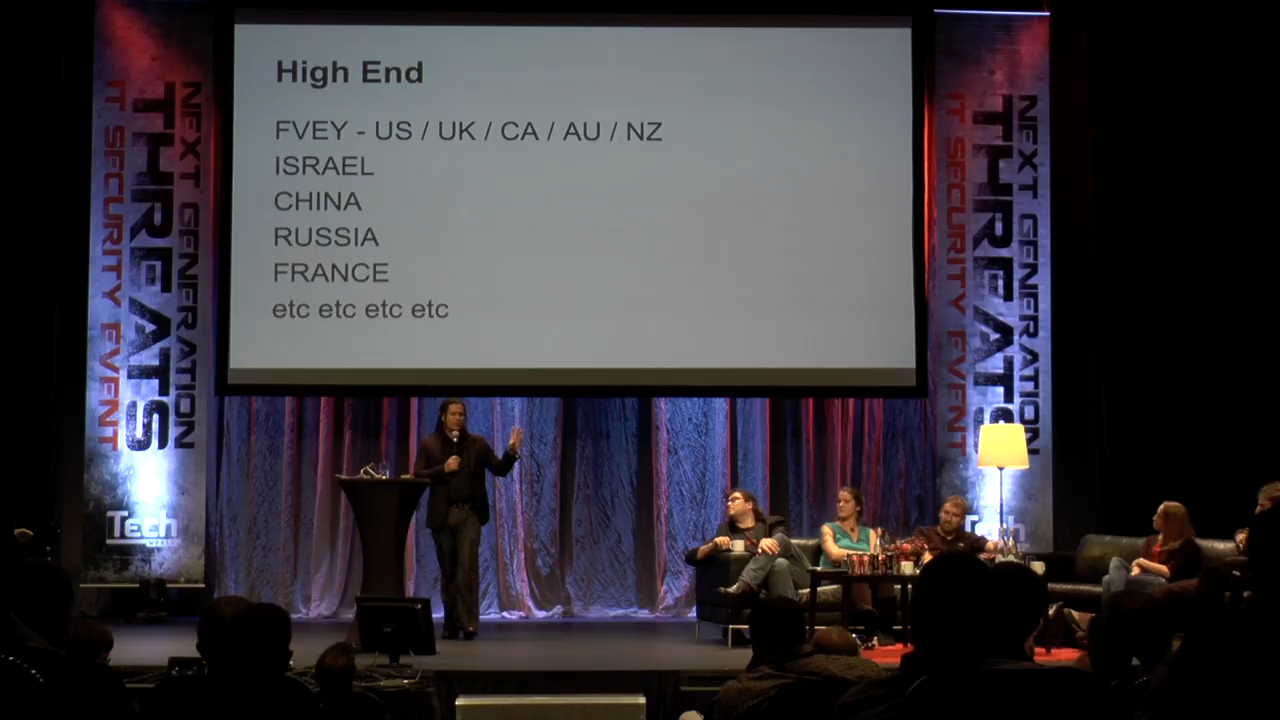 High End
FVEY - US / UK / CA / AU / NZ
ISRAEL
CHINA
RUSSIA
FRANCE
etc etc etc etc
NEXT GENERATION
THREATS
IT SECURITY EVENT
Tech
NEXT GENERATION
THREATS
IT SECURITY EVENT
Tech